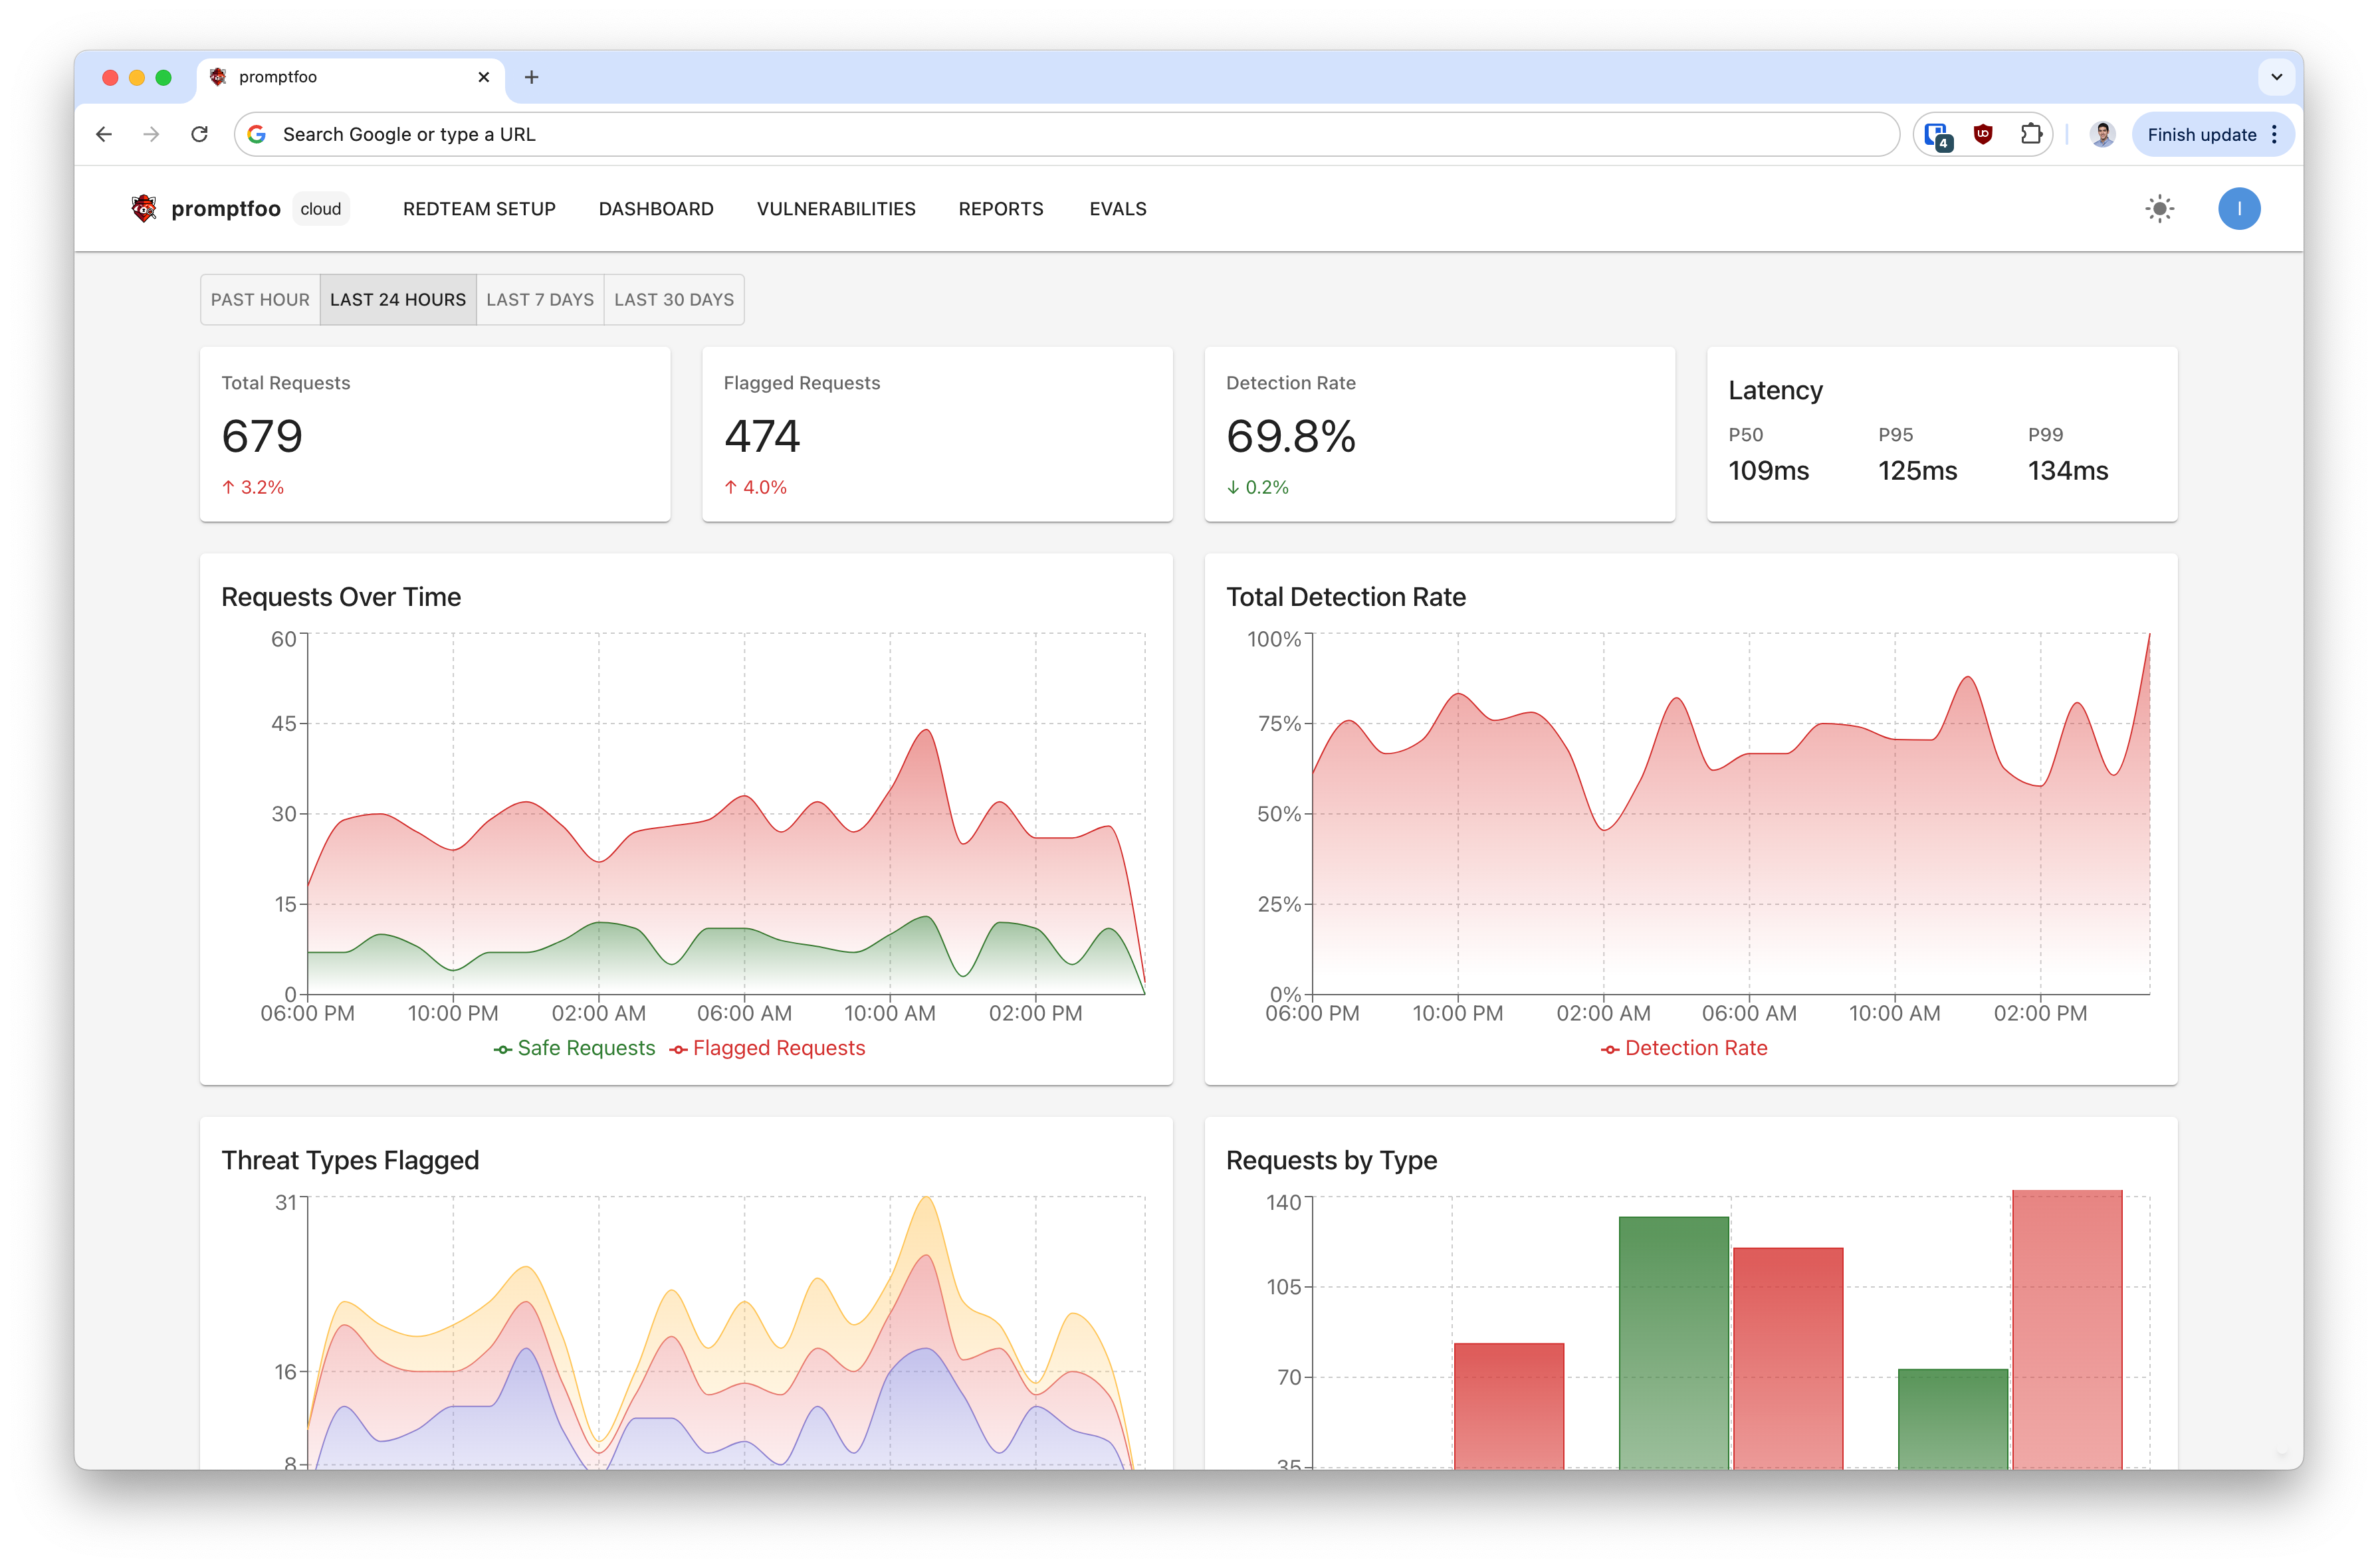 promptfoo
Search Google or type a URL
4
Finish update
promptfoo cloud REDTEAM SETUP DASHBOARD VULNERABILITIES REPORTS EVALS
I
PAST HOUR LAST 24 HOURS LAST 7 DAYS LAST 30 DAYS
Total Requests
679
↑ 3.2%
Flagged Requests
474
↑ 4.0%
Detection Rate
69.8%
↓ 0.2%
Latency
P50 P95 P99
109ms 125ms 134ms
Requests Over Time
60
45
30
15
0
06:00 PM 10:00 PM 02:00 AM 06:00 AM 10:00 AM 02:00 PM
Safe Requests Flagged Requests
Total Detection Rate
100%
75%
50%
25%
0%
06:00 PM 10:00 PM 02:00 AM 06:00 AM 10:00 AM 02:00 PM
Detection Rate
Threat Types Flagged
31
16
8
Requests by Type
140
105
70
35